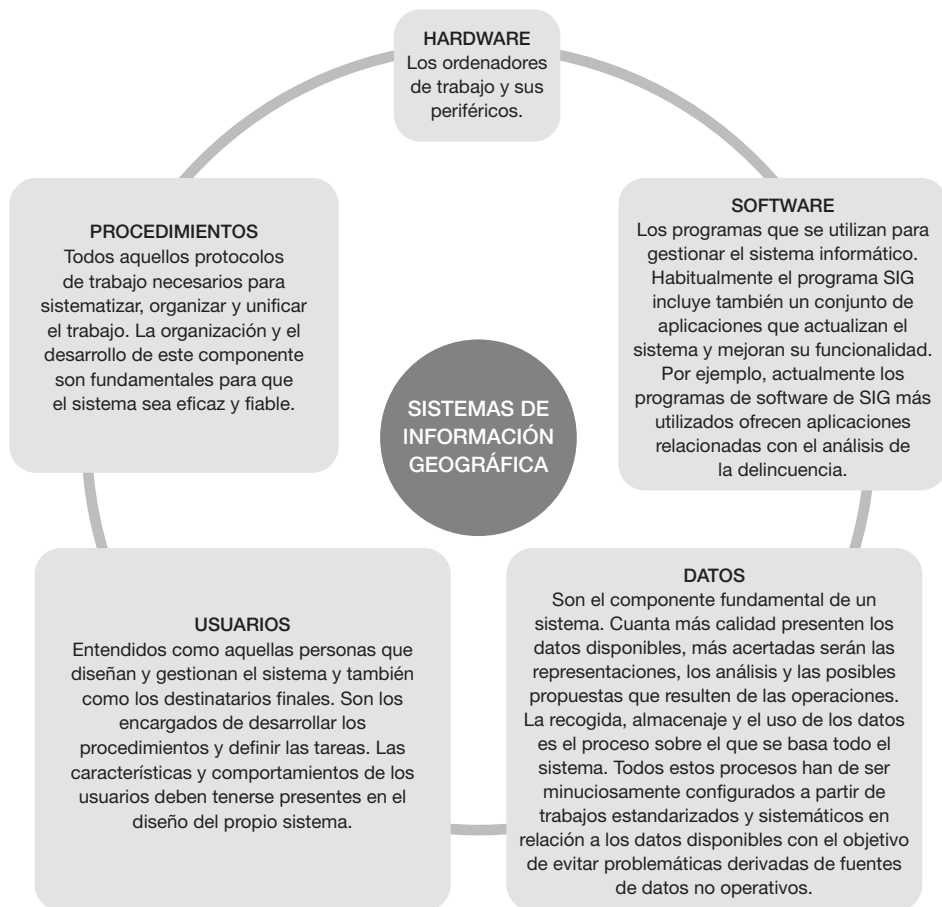 HARDWARE
Los ordenadores
de trabajo y sus
periféricos.
SOFTWARE
Los programas que se utilizan para
gestionar el sistema informático.
Habitualmente el programa SIG
incluye también un conjunto de
aplicaciones que actualizan el
sistema y mejoran su funcionalidad.
Por ejemplo, actualmente los
programas de software de SIG más
utilizados ofrecen aplicaciones
relacionadas con el análisis de
la delincuencia.
DATOS
Son el componente fundamental de un
sistema. Cuanta más calidad presenten los
datos disponibles, más acertadas serán las
representaciones, los análisis y las posibles
propuestas que resulten de las operaciones.
La recogida, almacenaje y el uso de los datos
es el proceso sobre el que se basa todo el
sistema. Todos estos procesos han de ser
minuciosamente configurados a partir de
trabajos estandarizados y sistemáticos en
relación a los datos disponibles con el objetivo
de evitar problemáticas derivadas de fuentes
de datos no operativos.
USUARIOS
Entendidos como aquellas personas que
diseñan y gestionan el sistema y también
como los destinatarios finales. Son los
encargados de desarrollar los
procedimientos y definir las tareas. Las
características y comportamientos de los
usuarios deben tenerse presentes en el
diseño del propio sistema.
PROCEDIMIENTOS
Todos aquellos protocolos
de trabajo necesarios para
sistematizar, organizar y unificar
el trabajo. La organización y el
desarrollo de este componente
son fundamentales para que
el sistema sea eficaz y fiable.
SISTEMAS DE
INFORMACIÓN
GEOGRÁFICA